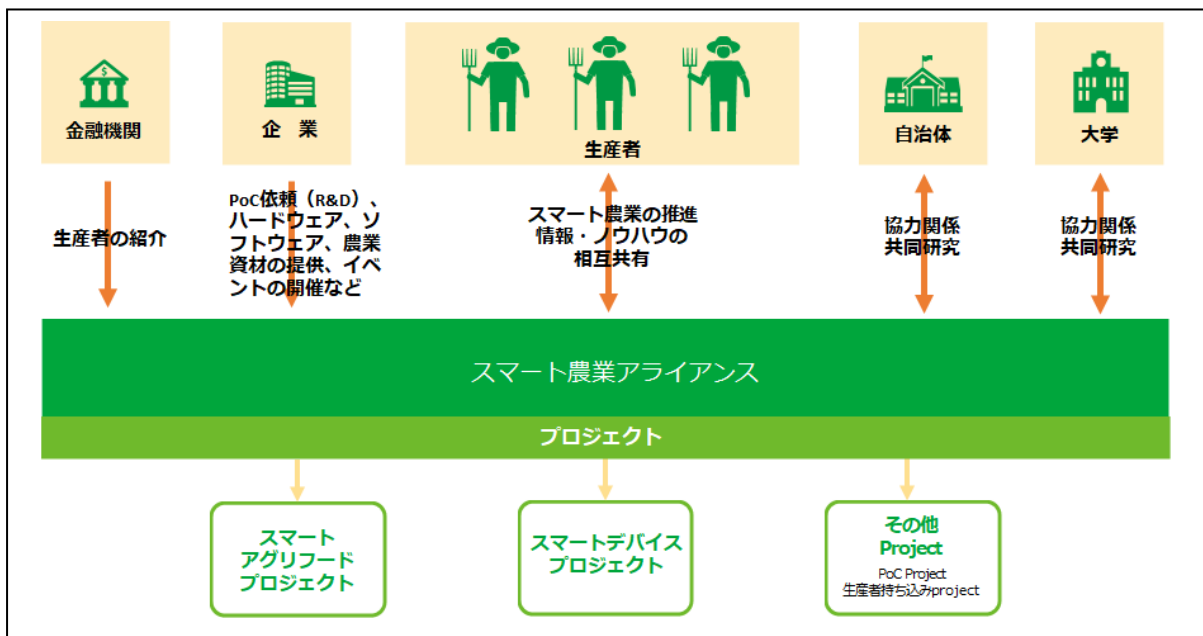 金融機関
企　業
生産者
自治体
大学
生産者の紹介
PoC依頼（R&D）、
ハードウェア、ソ
フトウェア、農業
資材の提供、イベ
ントの開催など
スマート農業の推進
情報・ノウハウの
相互共有
協力関係
共同研究
協力関係
共同研究
スマート農業アライアンス
プロジェクト
スマート
アグリフード
プロジェクト
スマートデバイス
プロジェクト
その他
Project
PoC Project
生産者持ち込みproject